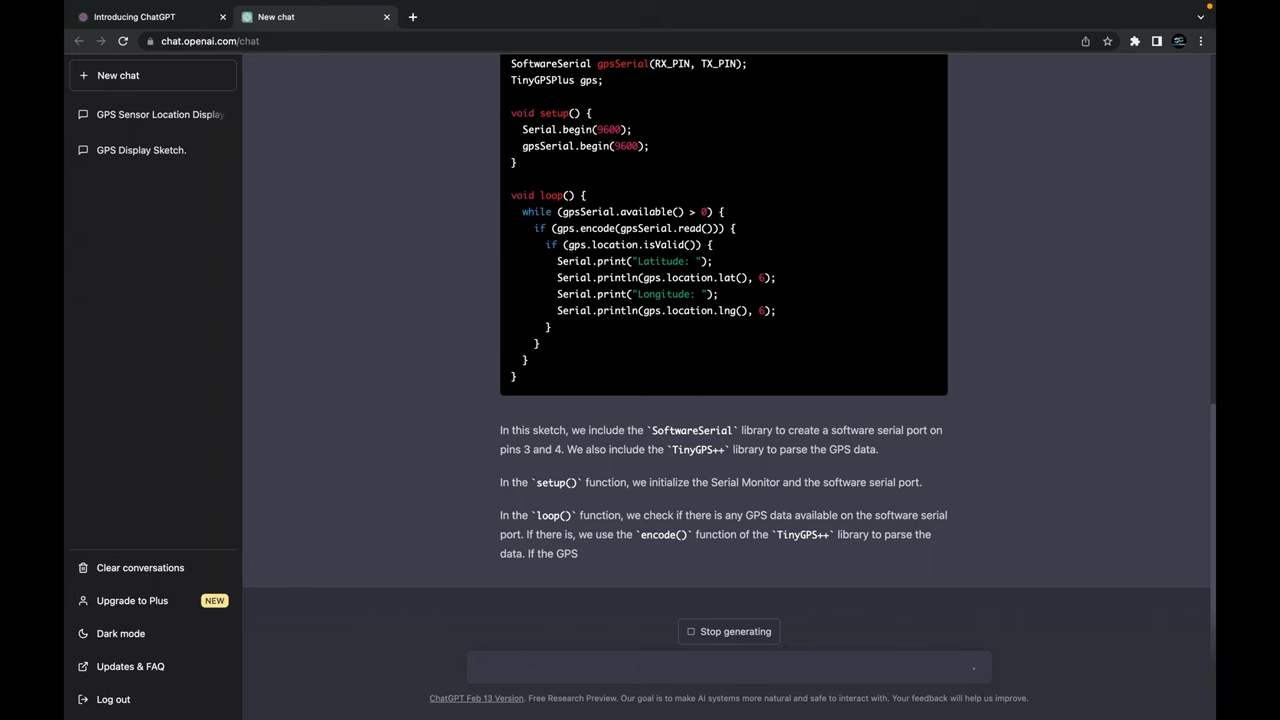 Introducing ChatGPT
New chat
chat.openai.com/chat
New chat
GPS Sensor Location Display
GPS Display Sketch.
SoftwareSerial gpsSerial(RX_PIN, TX_PIN);
TinyGPSPlus gps;
void setup() {
  Serial.begin(9600);
  gpsSerial.begin(9600);
}
void loop() {
  while (gpsSerial.available() > 0) {
    if (gps.encode(gpsSerial.read())) {
      if (gps.location.isValid()) {
        Serial.print("Latitude: ");
        Serial.println(gps.location.lat(), 6);
        Serial.print("Longitude: ");
        Serial.println(gps.location.lng(), 6);
      }
    }
  }
}
In this sketch, we include the `SoftwareSerial` library to create a software serial port on
pins 3 and 4. We also include the `TinyGPS++` library to parse the GPS data.
In the `setup()` function, we initialize the Serial Monitor and the software serial port.
In the `loop()` function, we check if there is any GPS data available on the software serial
port. If there is, we use the `encode()` function of the `TinyGPS++` library to parse the
data. If the GPS
Stop generating
Clear conversations
Upgrade to Plus NEW
Dark mode
Updates & FAQ
Log out
ChatGPT Feb 13 Version. Free Research Preview. Our goal is to make AI systems more natural and safe to interact with. Your feedback will help us improve.